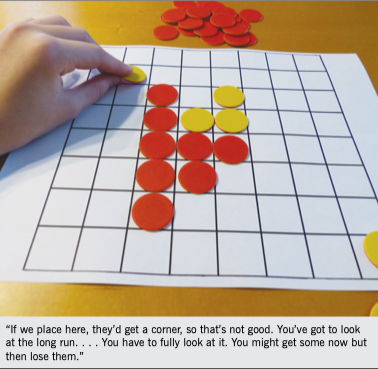 “If we place here, they’d get a corner, so that’s not good. You’ve got to look
at the long run. . . . You have to fully look at it. You might get some now but
then lose them.”